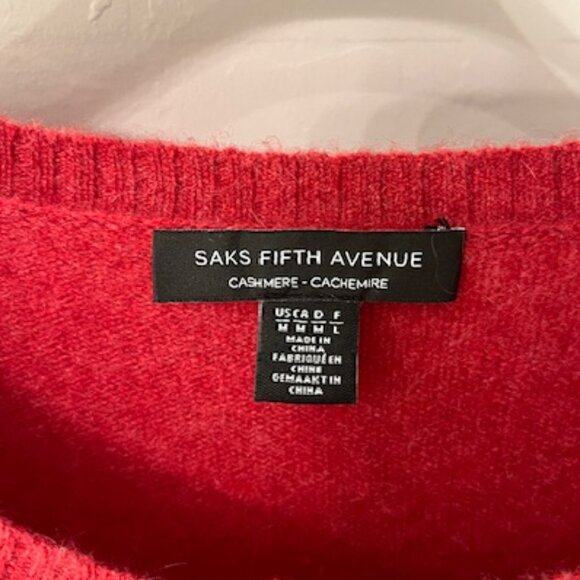 SAKS FIFTH AVENUE
CASHMERE - CACHEMIRE
US CA D F
M M M L
MADE IN
CHINA
FABRIQUÉ EN
CHINE
GEMAAKT IN
CHINA